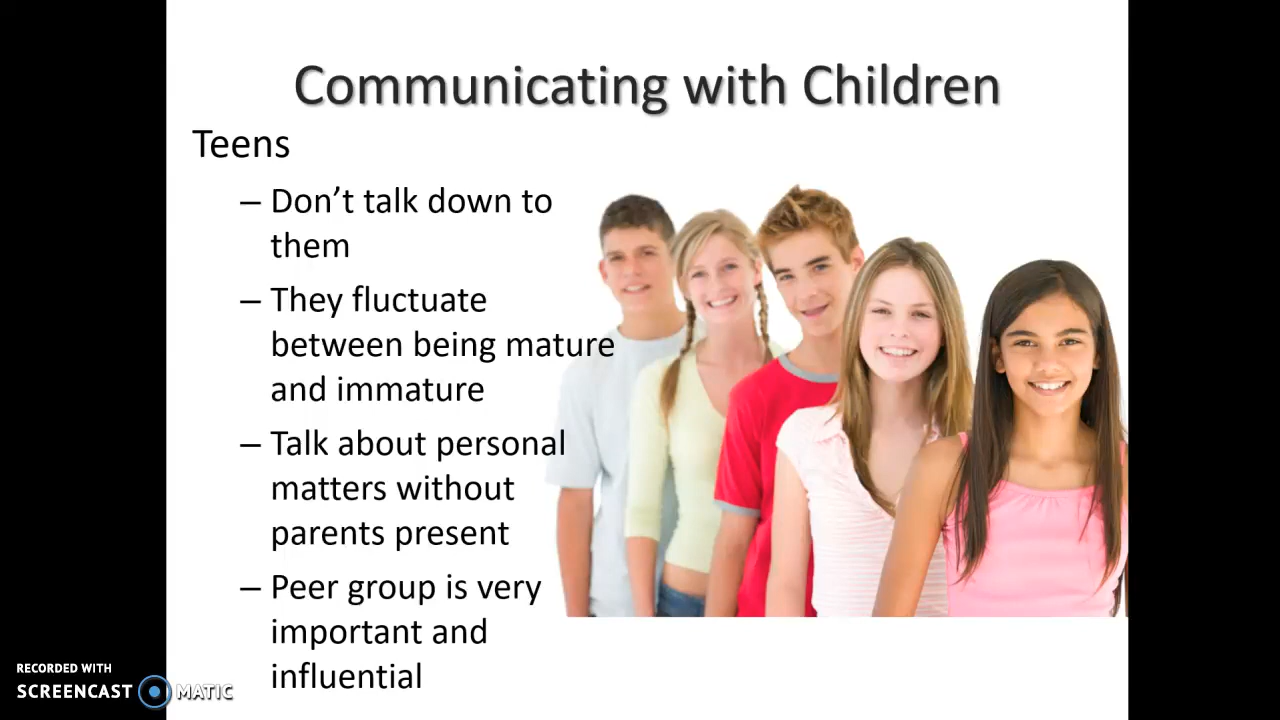 Communicating with Children
Teens
– Don’t talk down to
them
– They fluctuate
between being mature
and immature
– Talk about personal
matters without
parents present
– Peer group is very
important and
influential
RECORDED WITH
SCREENCAST MATIC